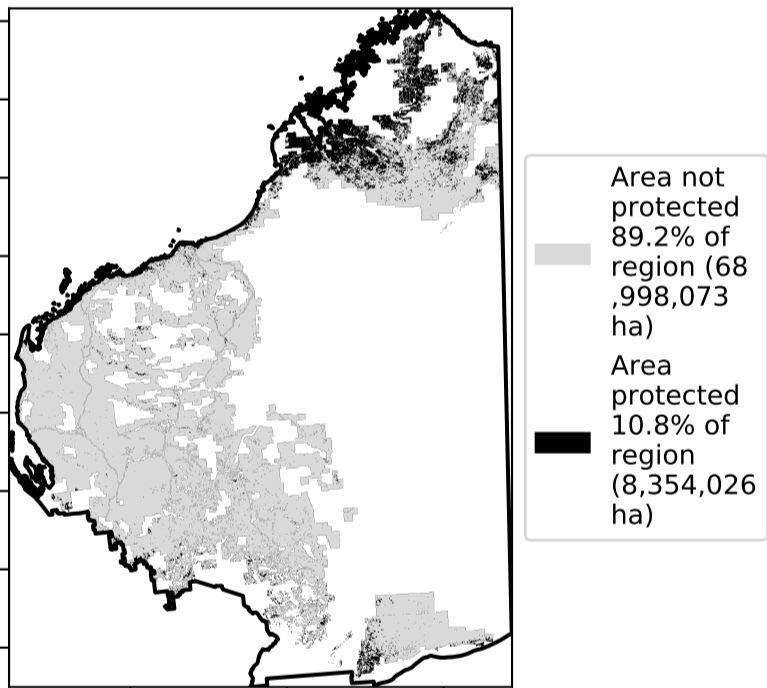 Area not
protected
89.2% of
region (68
,998,073
ha)
Area
protected
10.8% of
region
(8,354,026
ha)